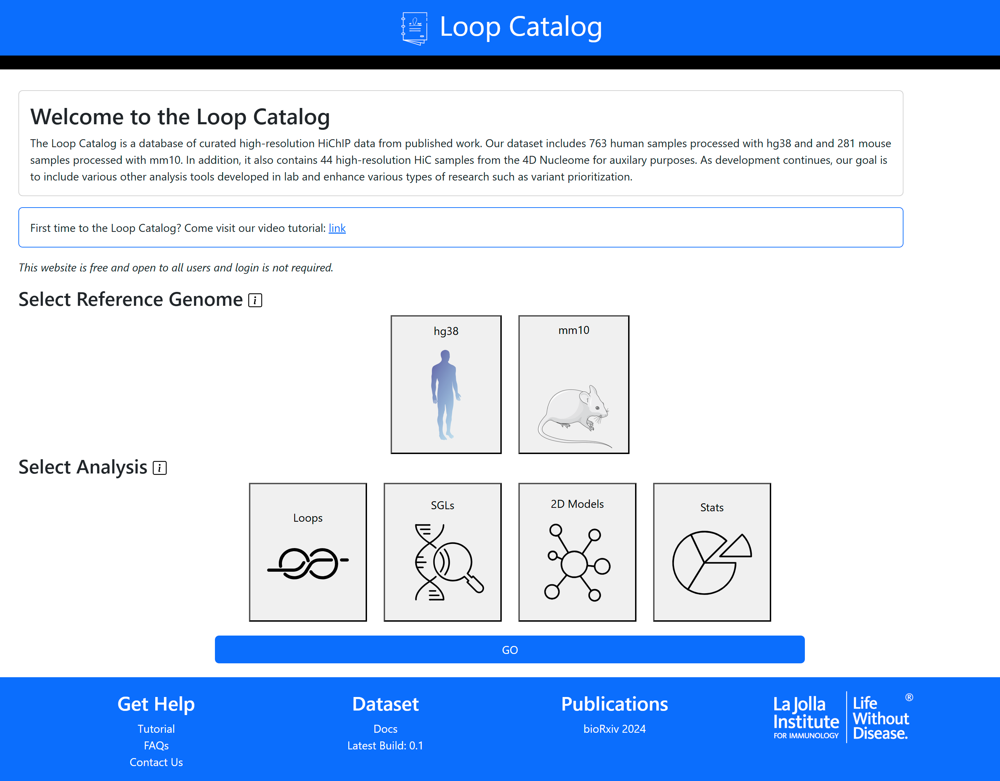 Loop Catalog
Welcome to the Loop Catalog
The Loop Catalog is a database of curated high-resolution HiChIP data from published work. Our dataset includes 763 human samples processed with hg38 and and 281 mouse
samples processed with mm10. In addition, it also contains 44 high-resolution HiC samples from the 4D Nucleome for auxilary purposes. As development continues, our goal is
to include various other analysis tools developed in lab and enhance various types of research such as variant prioritization.
First time to the Loop Catalog? Come visit our video tutorial: link
This website is free and open to all users and login is not required.
Select Reference Genome i
hg38
mm10
Select Analysis i
Loops
SGLs
2D Models
Stats
GO
Get Help
Tutorial
FAQs
Contact Us
Dataset
Docs
Latest Build: 0.1
Publications
bioRxiv 2024
La Jolla
Institute
FOR IMMUNOLOGY
Life
Without
Disease.
®